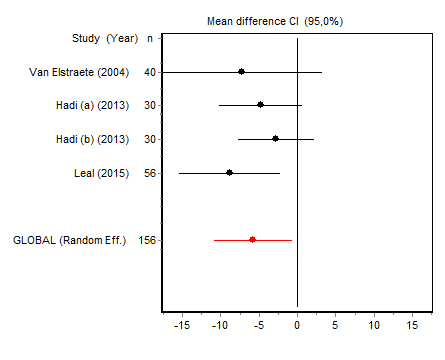 Mean difference CI (95,0%)
Study (Year) n
Van Elstraete (2004) 40
Hadi (a) (2013) 30
Hadi (b) (2013) 30
Leal (2015) 56
GLOBAL (Random Eff.) 156
-15 -10 -5 0 5 10 15